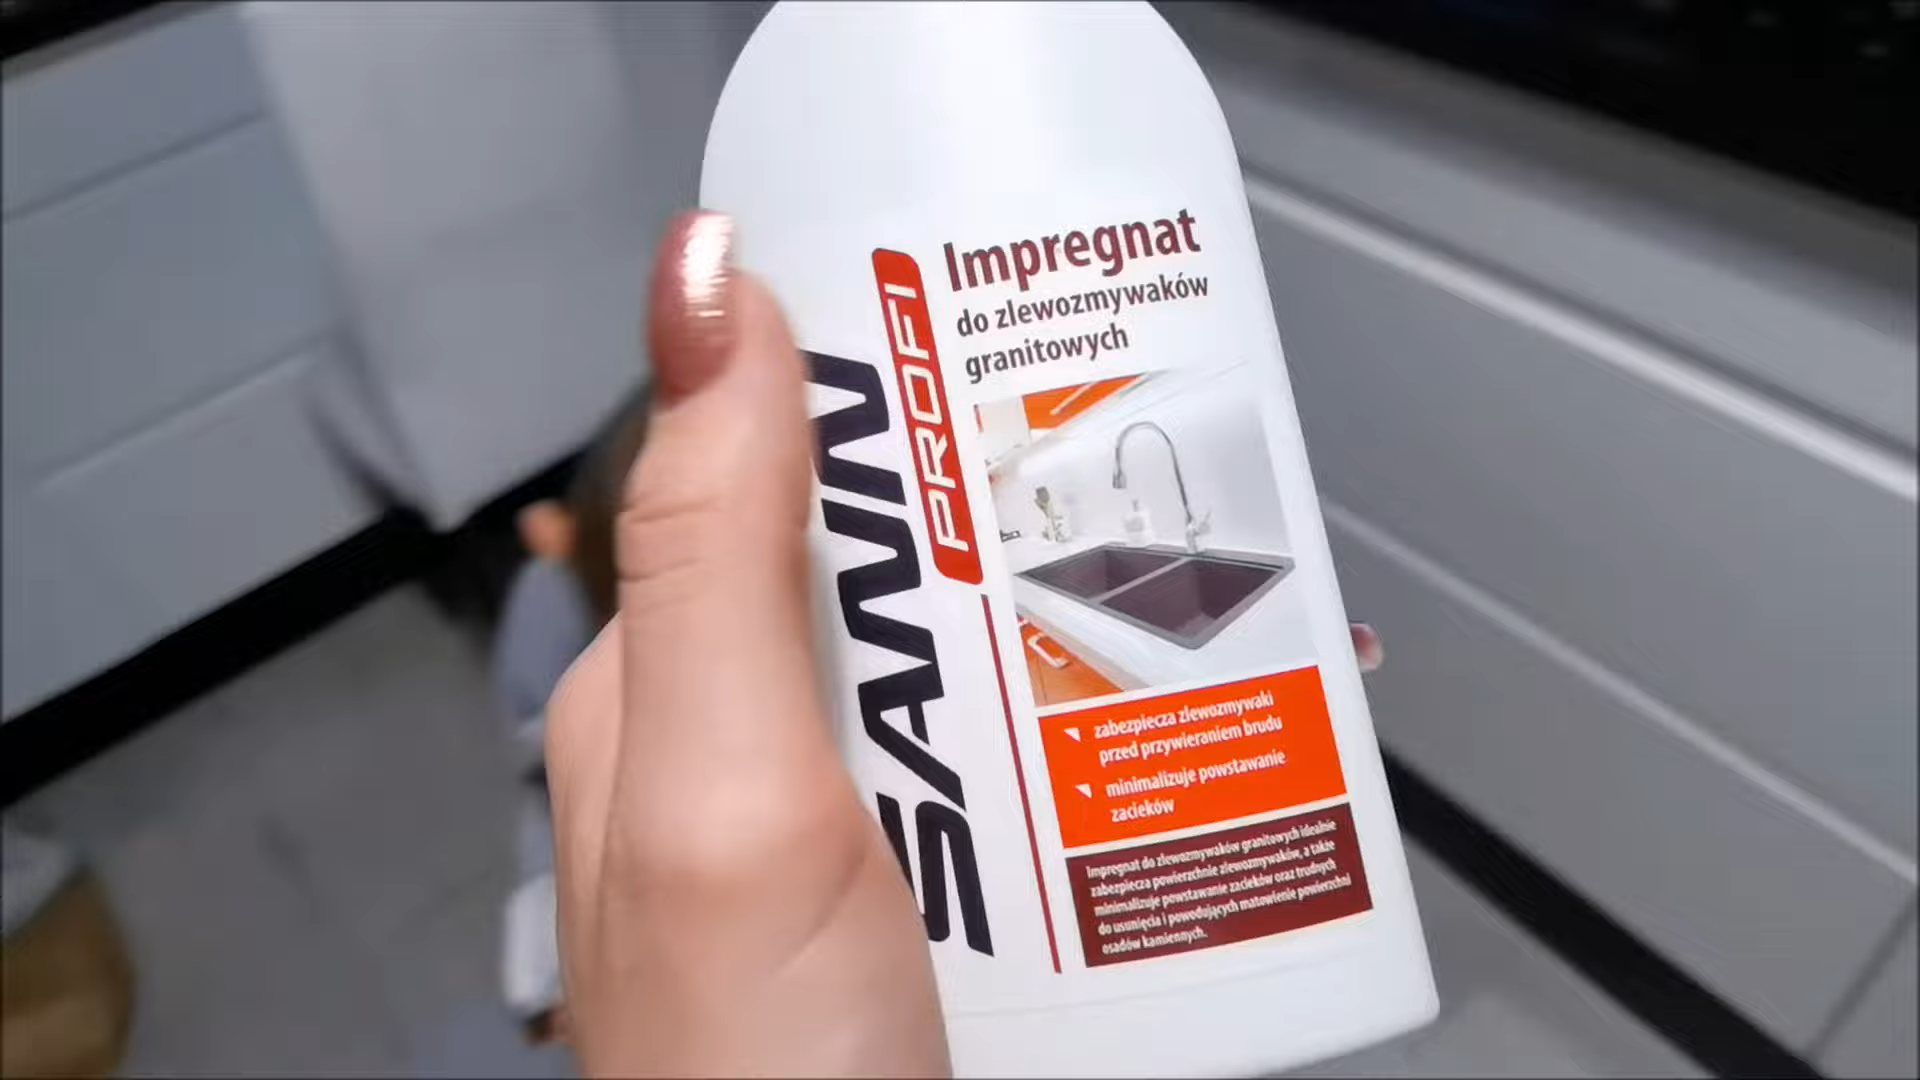 Impregnat
do zlewozmywaków
granitowych
PROFI
zabezpiecza zlewozmywaki
przed przywieraniem brudu
minimalizuje powstawanie
zacieków
Impregnat do zlewozmywaków granitowych idealnie
zabezpiecza powierzchnie zlewozmywaków, a także
minimalizuje powstawanie zacieków oraz trudnych
do usunięcia i powodujących matowienie powierzchni
osadów kamiennych.